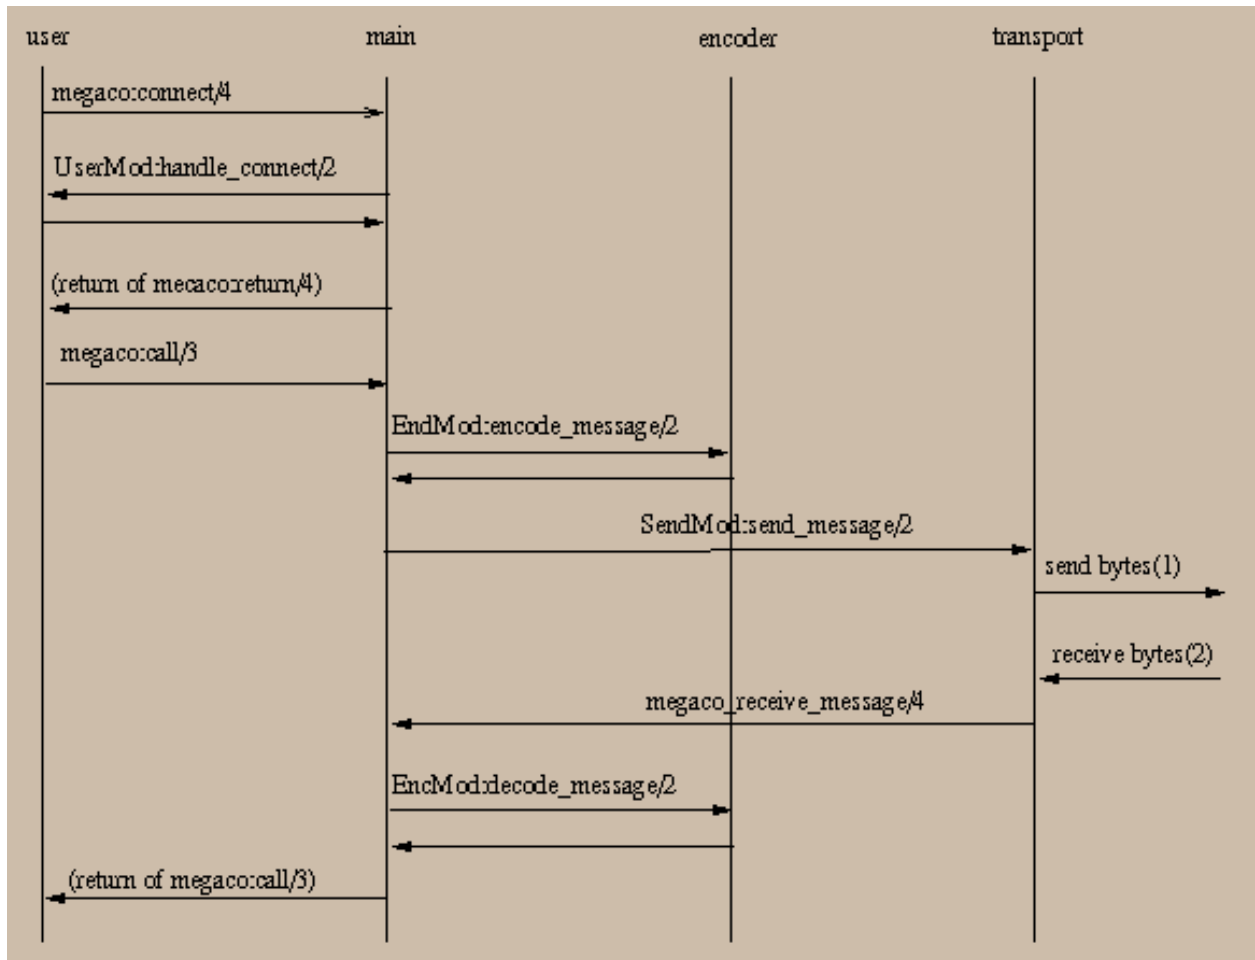 user
main
encoder
transport
megaco:connect/4
UserMod:handle_connect/2
(return of mecaco:return/4)
megaco:call/3
EndMod:encode_message/2
SendMod:send_message/2
send bytes(1)
receive bytes(2)
megaco_receive_message/4
EncMod:decode_message/2
(return of megaco:call/3)